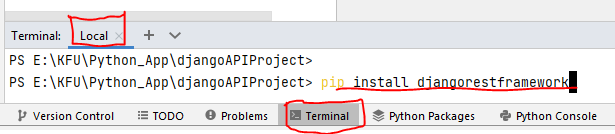 Terminal: Local ×
PS E:\KFU\Python_App\djangoAPIProject>
PS E:\KFU\Python_App\djangoAPIProject> pip install djangorestframework
Version Control TODO Problems Terminal Python Packages Python Console